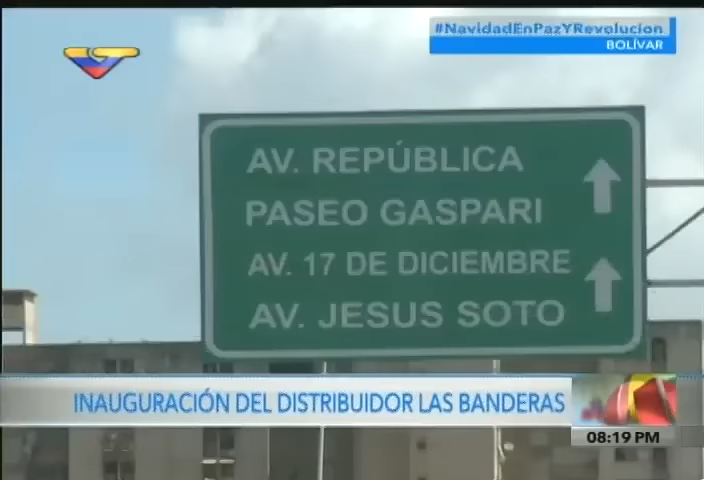 #NavidadEnPazYRevolucion
BOLÍVAR
AV. REPÚBLICA
PASEO GASPARI
AV. 17 DE DICIEMBRE
AV. JESUS SOTO
INAUGURACIÓN DEL DISTRIBUIDOR LAS BANDERAS
08:19 PM